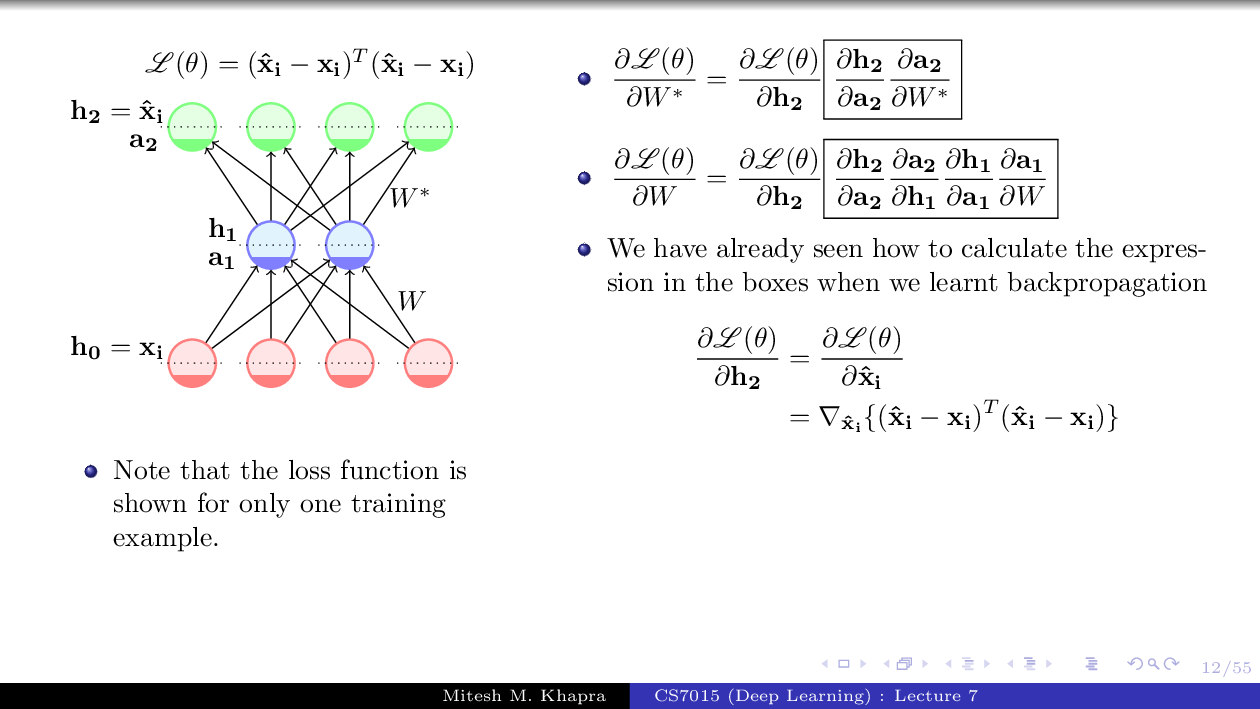 ℒ(θ) = (x̂ᵢ − xᵢ)ᵀ(x̂ᵢ − xᵢ)
h₂ = x̂ᵢ
a₂
W*
h₁
a₁
W
h₀ = xᵢ
Note that the loss function is
shown for only one training
example.
∂ℒ(θ)/∂W* = ∂ℒ(θ)/∂h₂ ∂h₂/∂a₂ ∂a₂/∂W*
∂ℒ(θ)/∂W = ∂ℒ(θ)/∂h₂ ∂h₂/∂a₂ ∂a₂/∂h₁ ∂h₁/∂a₁ ∂a₁/∂W
We have already seen how to calculate the expres-
sion in the boxes when we learnt backpropagation
∂ℒ(θ)/∂h₂ = ∂ℒ(θ)/∂x̂ᵢ
= ∇x̂ᵢ{(x̂ᵢ − xᵢ)ᵀ(x̂ᵢ − xᵢ)}
12/55
Mitesh M. Khapra CS7015 (Deep Learning) : Lecture 7